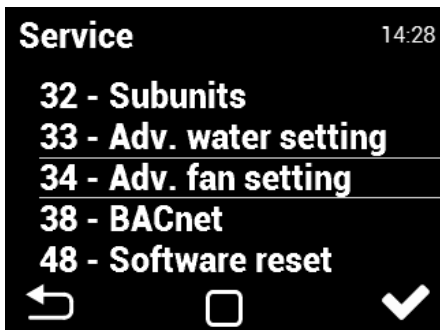 Service
14:28
32 - Subunits
33 - Adv. water setting
34 - Adv. fan setting
38 - BACnet
48 - Software reset